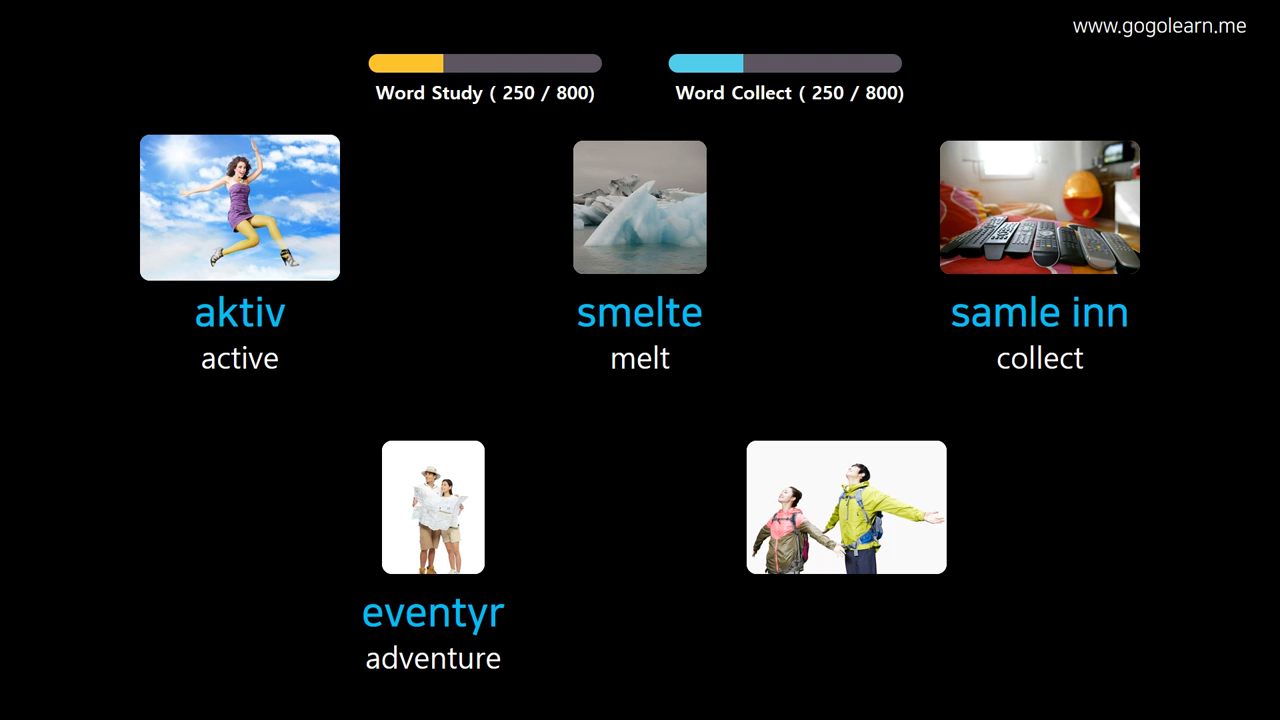 www.gogolearn.me
Word Study ( 250 / 800)
Word Collect ( 250 / 800)
aktiv
active
smelte
melt
samle inn
collect
eventyr
adventure